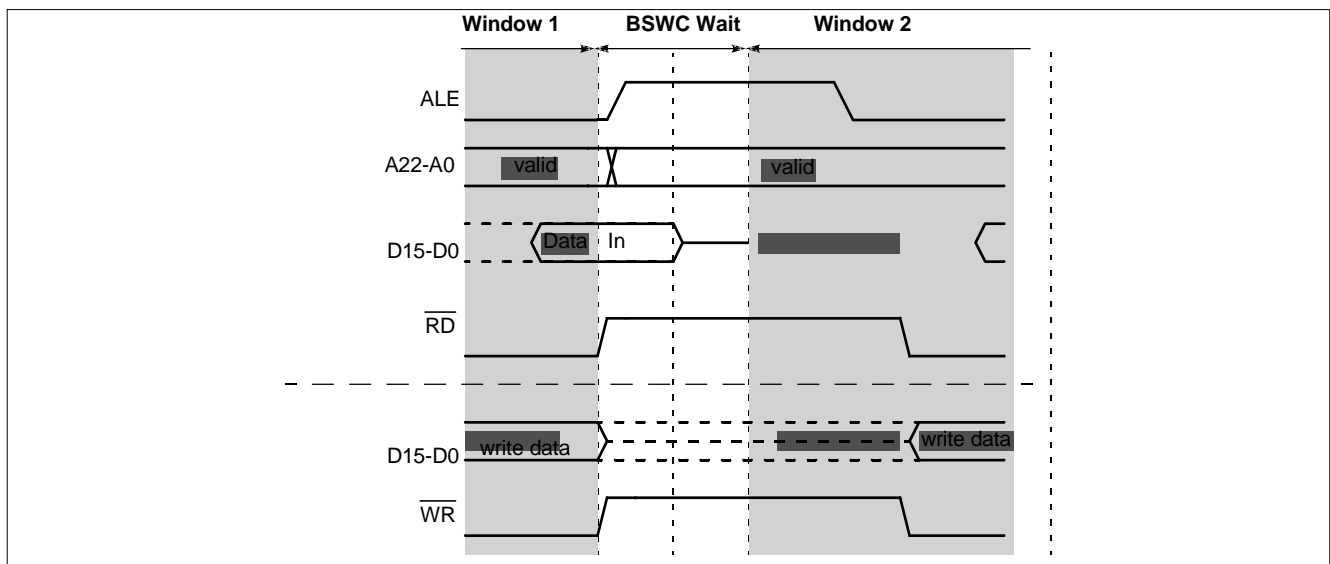 Window 1 BSWC Wait Window 2
ALE
A22-A0 valid valid
D15-D0 Data In
RD
D15-D0 write data write data
WR